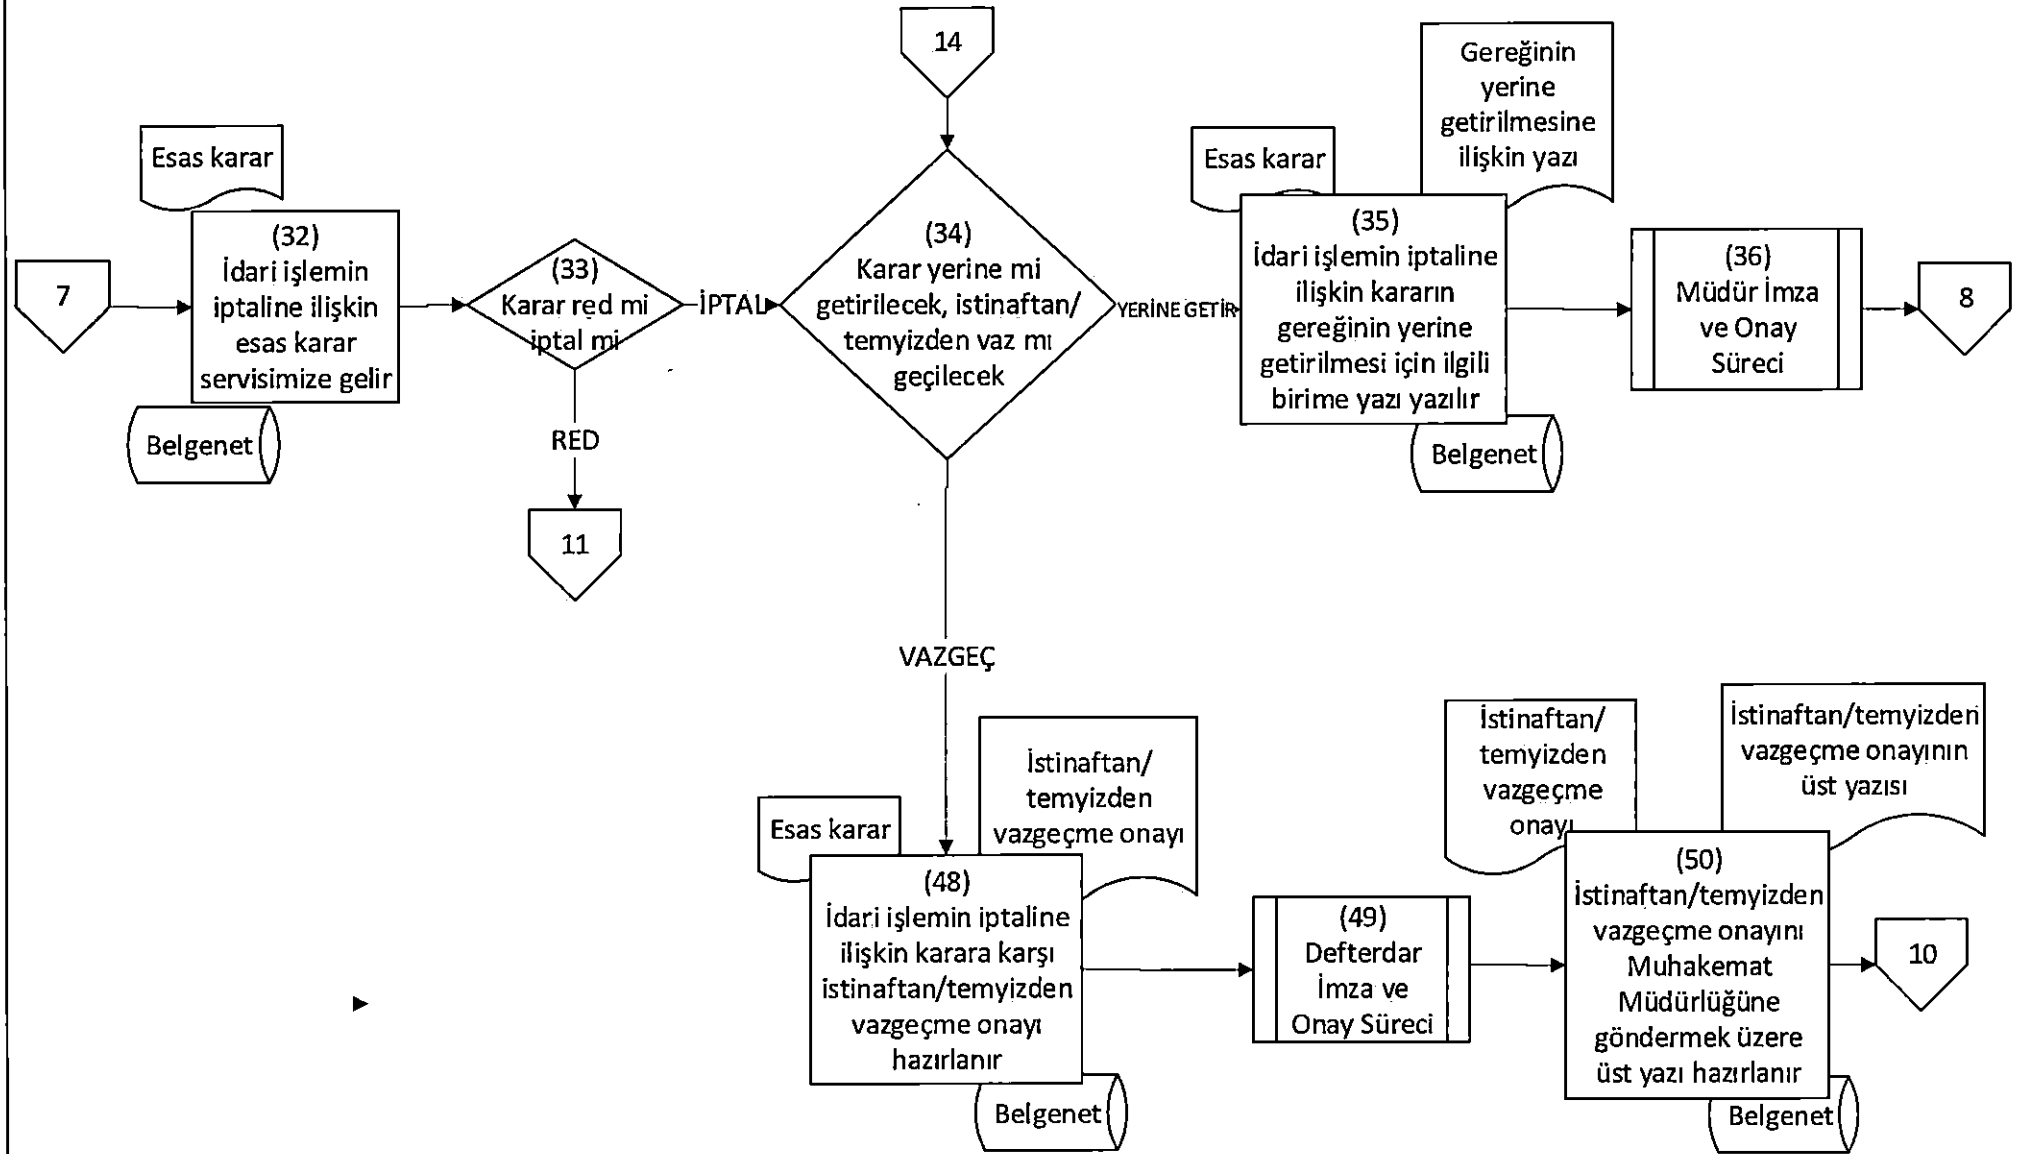 14
Gereğinin
yerine
getirilmesine
ilişkin yazı
Esas karar
Esas karar
7
(32)
İdari işlemin
iptaline ilişkin
esas karar
servisimize gelir
Belgenet
(33)
Karar red mi
iptal mi
İPTAL
RED
11
(34)
Karar yerine mi
getirilecek, istinaftan/
temyizden vaz mı
geçilecek
YERİNE GETİR
(35)
İdari işlemin iptaline
ilişkin kararın
gereğinin yerine
getirilmesi için ilgili
birime yazı yazılır
Belgenet
(36)
Müdür İmza
ve Onay
Süreci
8
VAZGEÇ
Esas karar
İstinaftan/
temyizden
vazgeçme onayı
(48)
İdari işlemin iptaline
ilişkin karara karşı
istinaftan/temyizden
vazgeçme onayı
hazırlanır
Belgenet
(49)
Defterdar
İmza ve
Onay Süreci
İstinaftan/
temyizden
vazgeçme
onayı
İstinaftan/temyizden
vazgeçme onayının
üst yazısı
(50)
İstinaftan/temyizden
vazgeçme onayını
Muhakemat
Müdürlüğüne
göndermek üzere
üst yazı hazırlanır
Belgenet
10